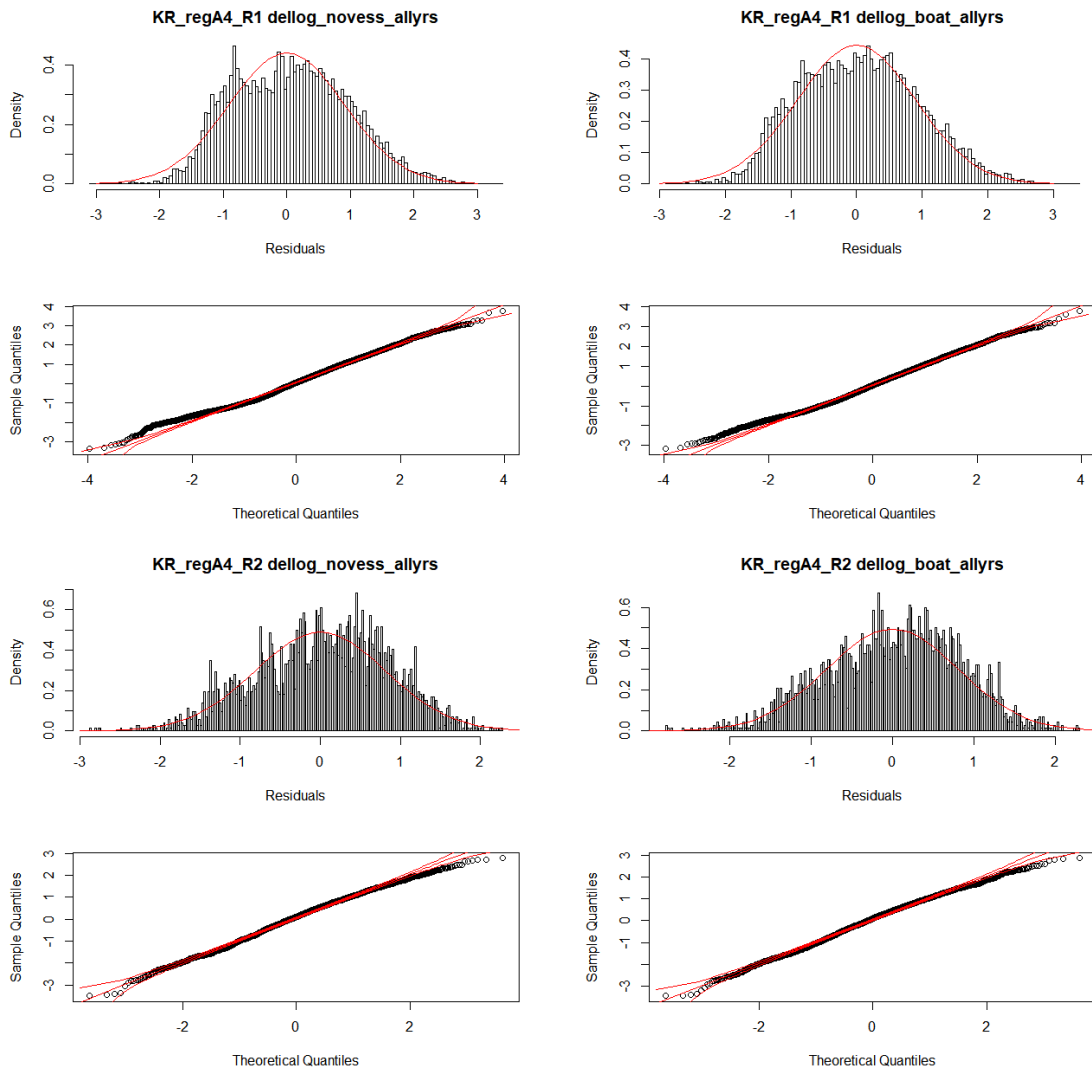 KR_regA4_R1 dellog_novess_allyrs
Density
0.0 0.2 0.4
-3 -2 -1 0 1 2 3
Residuals
KR_regA4_R1 dellog_boat_allyrs
Density
0.0 0.1 0.2 0.3 0.4
-3 -2 -1 0 1 2 3
Residuals
Sample Quantiles
-3 -1 1 3 4
-4 -2 0 2 4
Theoretical Quantiles
Sample Quantiles
-3 -1 1 3 4
-4 -2 0 2 4
Theoretical Quantiles
KR_regA4_R2 dellog_novess_allyrs
Density
0.0 0.2 0.4 0.6
-3 -2 -1 0 1 2
Residuals
KR_regA4_R2 dellog_boat_allyrs
Density
0.0 0.2 0.4 0.6
-2 -1 0 1 2
Residuals
Sample Quantiles
-3 -1 0 1 2 3
-2 0 2
Theoretical Quantiles
Sample Quantiles
-3 -1 0 1 2 3
-2 0 2
Theoretical Quantiles